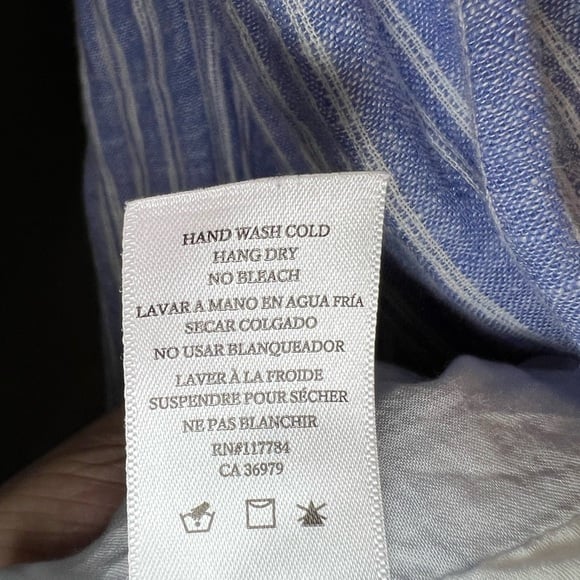 HAND WASH COLD
HANG DRY
NO BLEACH
LAVAR A MANO EN AGUA FRÍA
SECAR COLGADO
NO USAR BLANQUEADOR
LAVER À LA FROIDE
SUSPENDRE POUR SÉCHER
NE PAS BLANCHIR
RN#117784
CA 36979